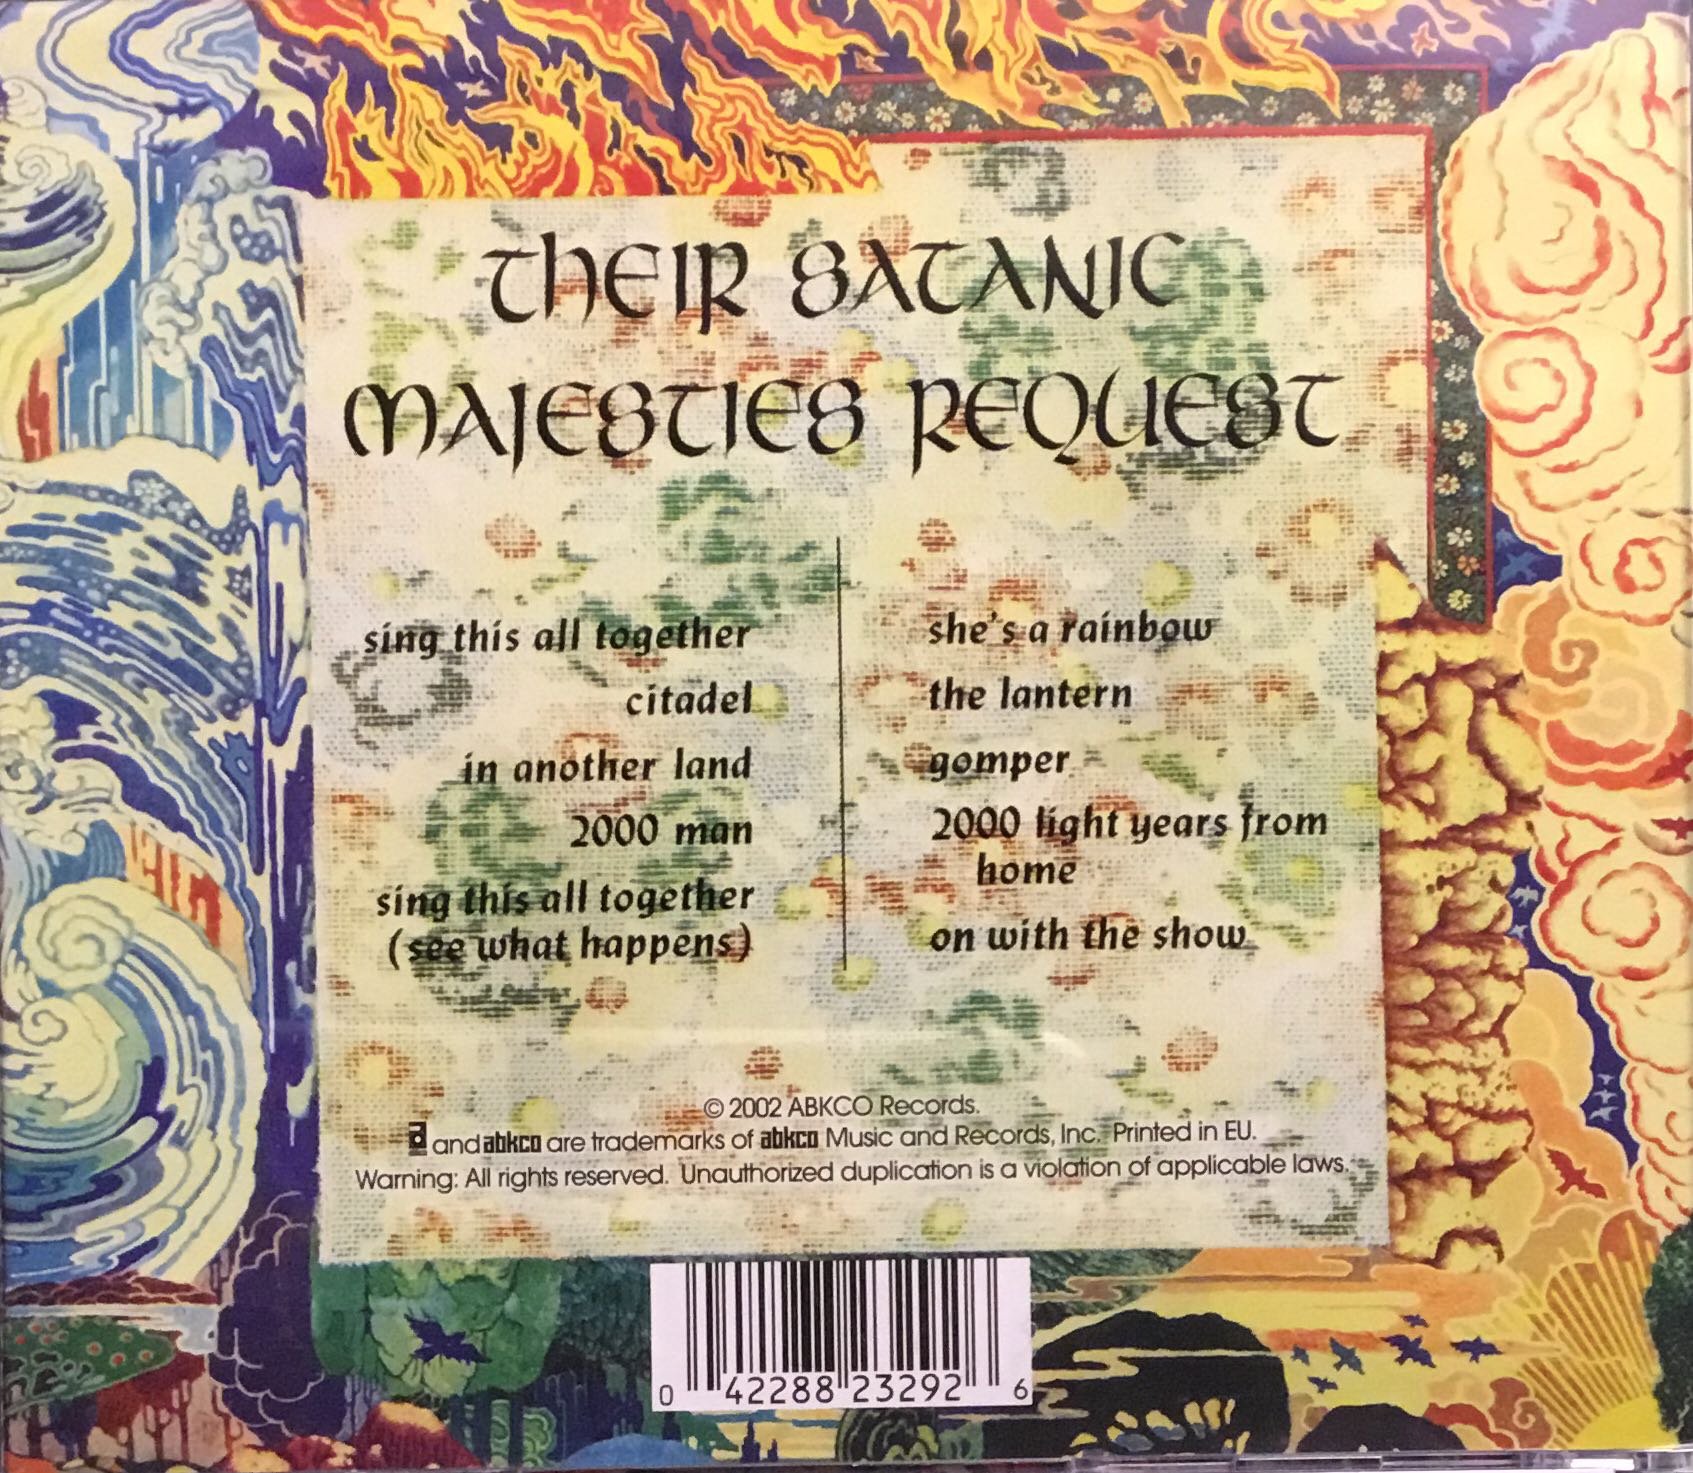 Their Satanic
Majesties Request
sing this all together
citadel
in another land
2000 man
sing this all together
(see what happens)
she's a rainbow
the lantern
gomper
2000 light years from
home
on with the show
© 2002 ABKCO Records.
a and abkco are trademarks of abkco Music and Records, Inc. Printed in EU.
Warning: All rights reserved. Unauthorized duplication is a violation of applicable laws.
0 42288 23292 6